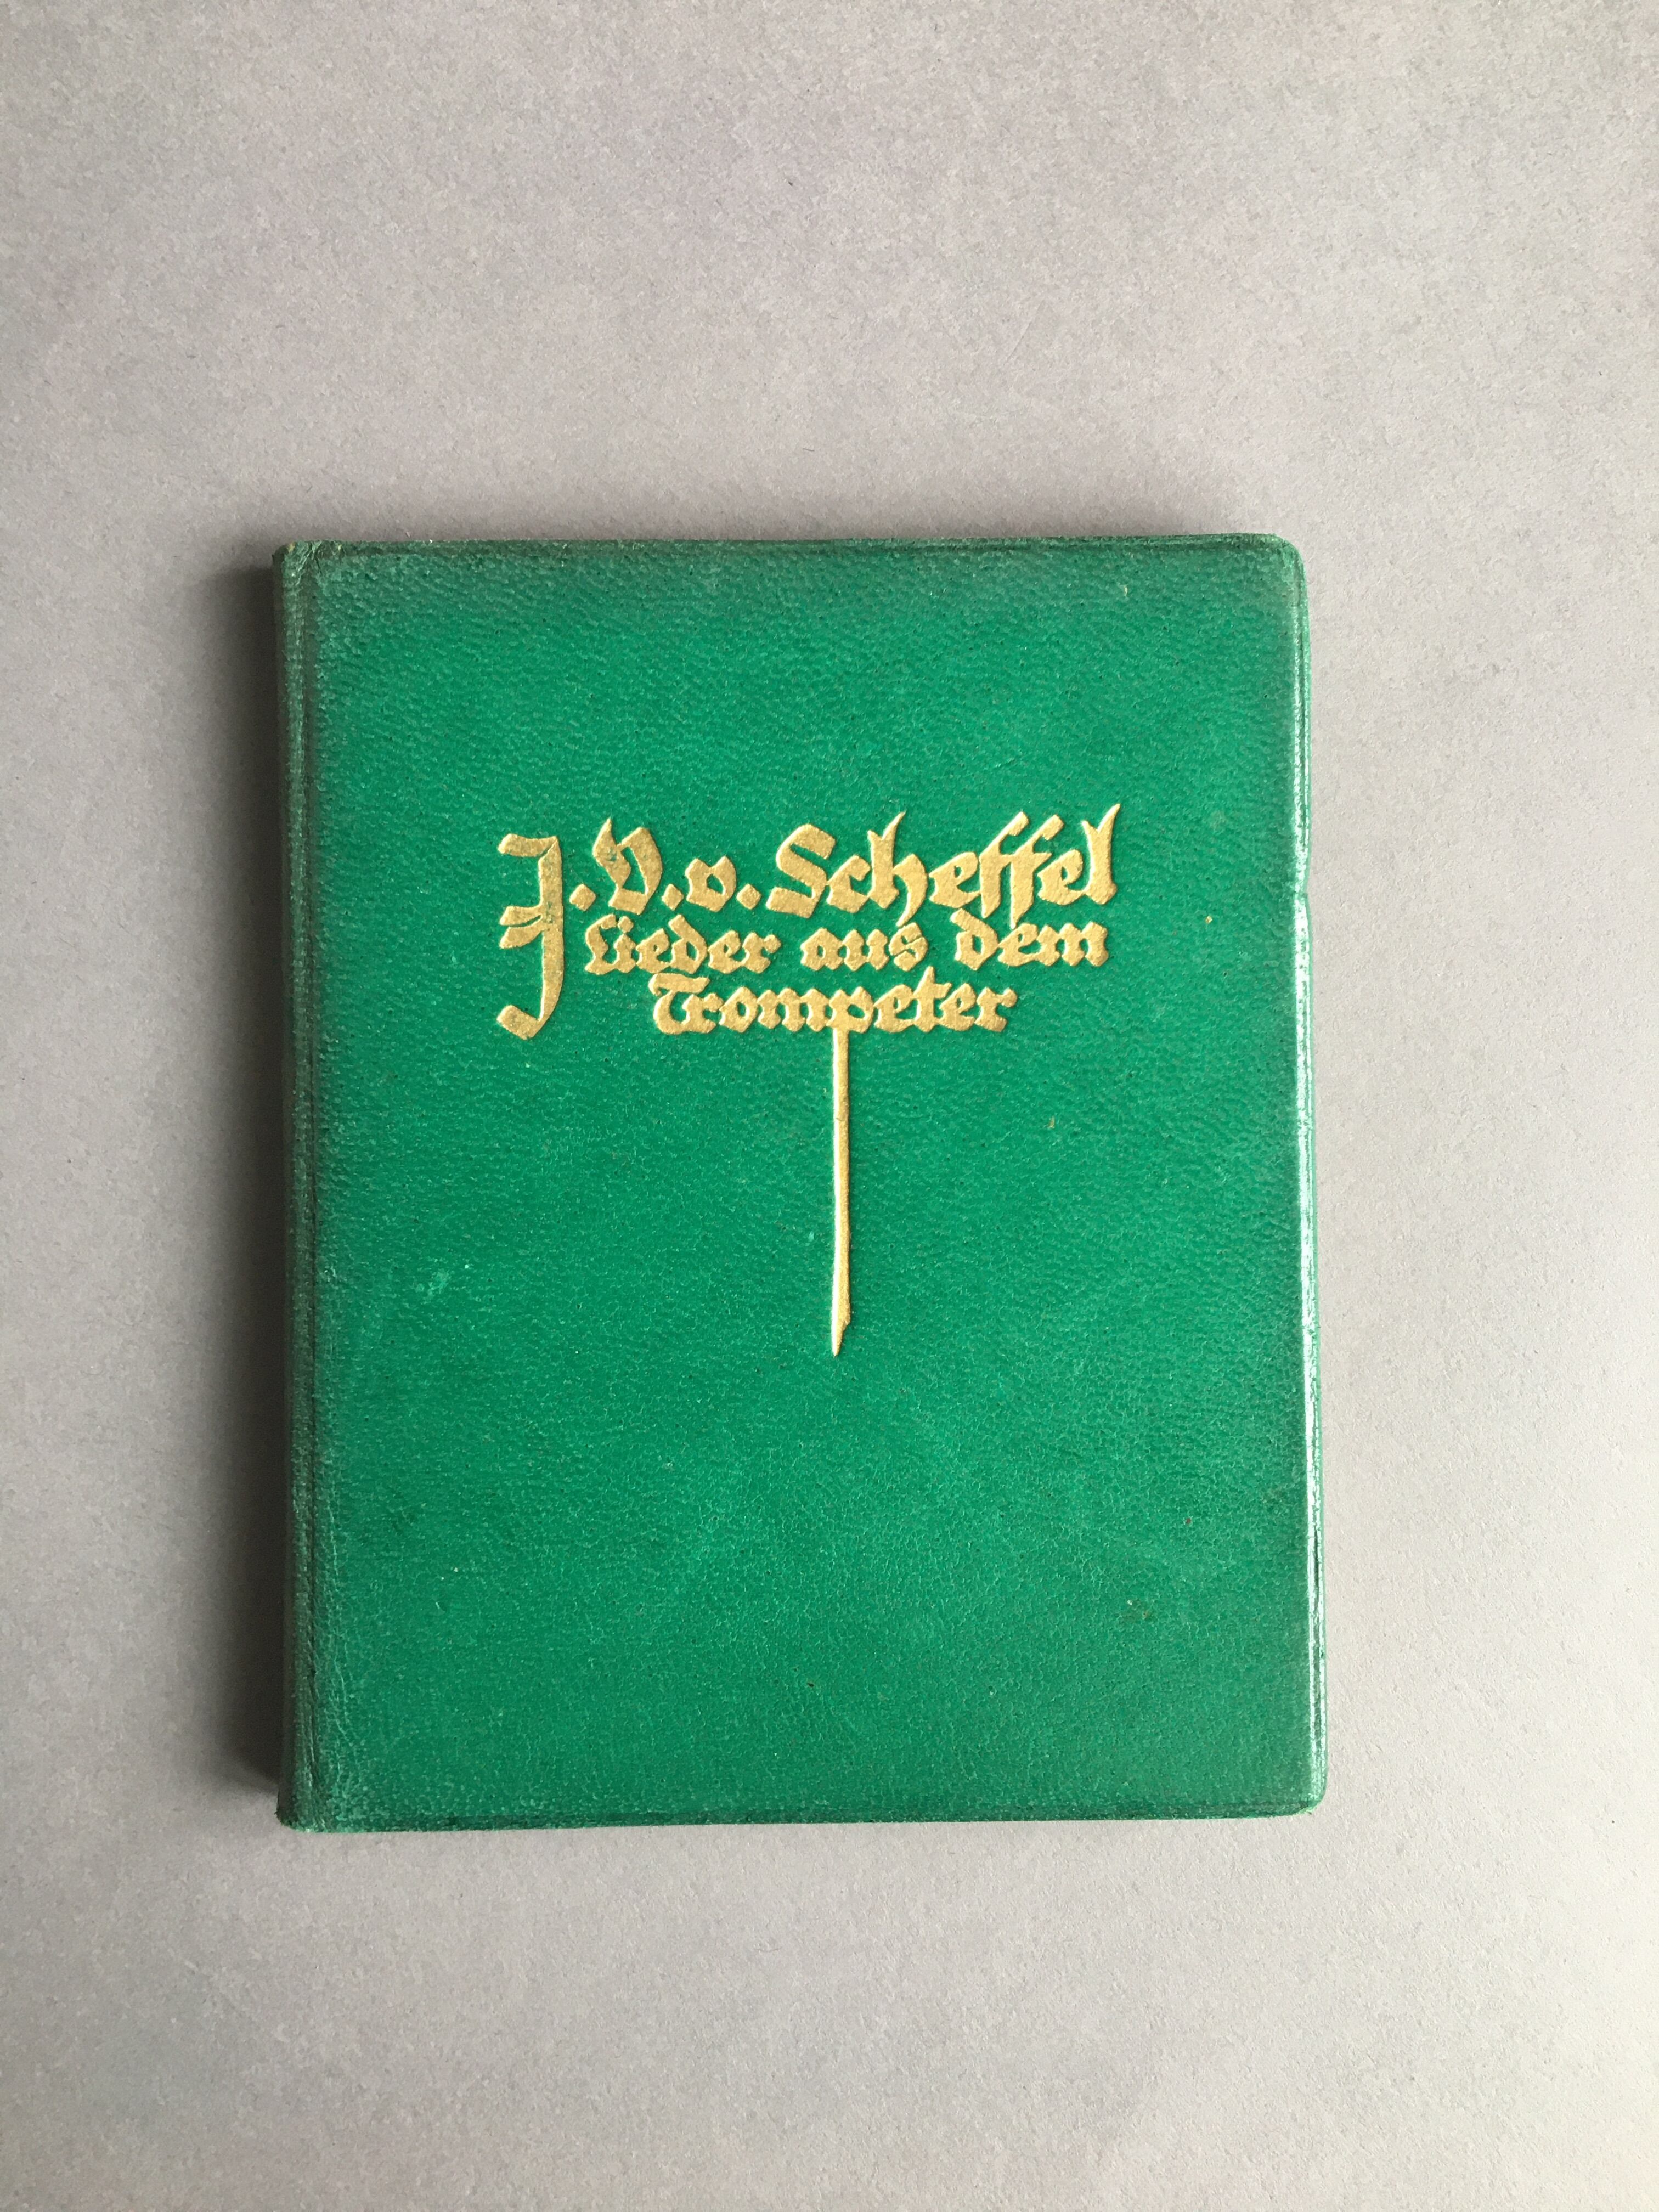 J. V. v. Scheffel
Lieder aus dem
Trompeter